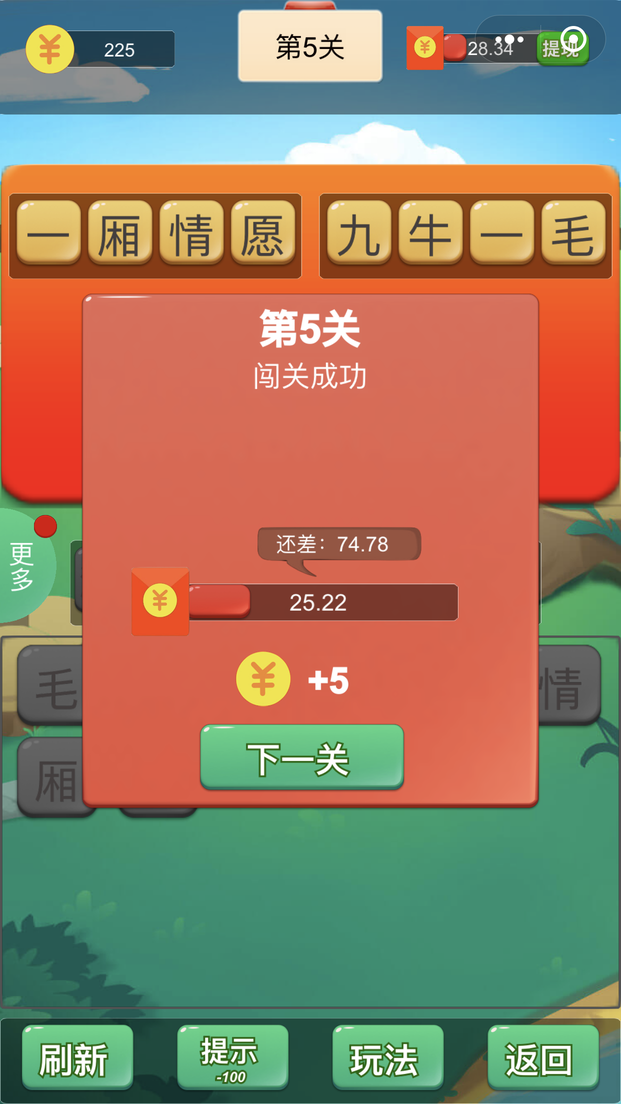 225
第5关
28.34
提现
一厢情愿
九牛一毛
第5关
闯关成功
还差：74.78
更多
25.22
毛
情
+5
下一关
厢
刷新
提示
-100
玩法
返回